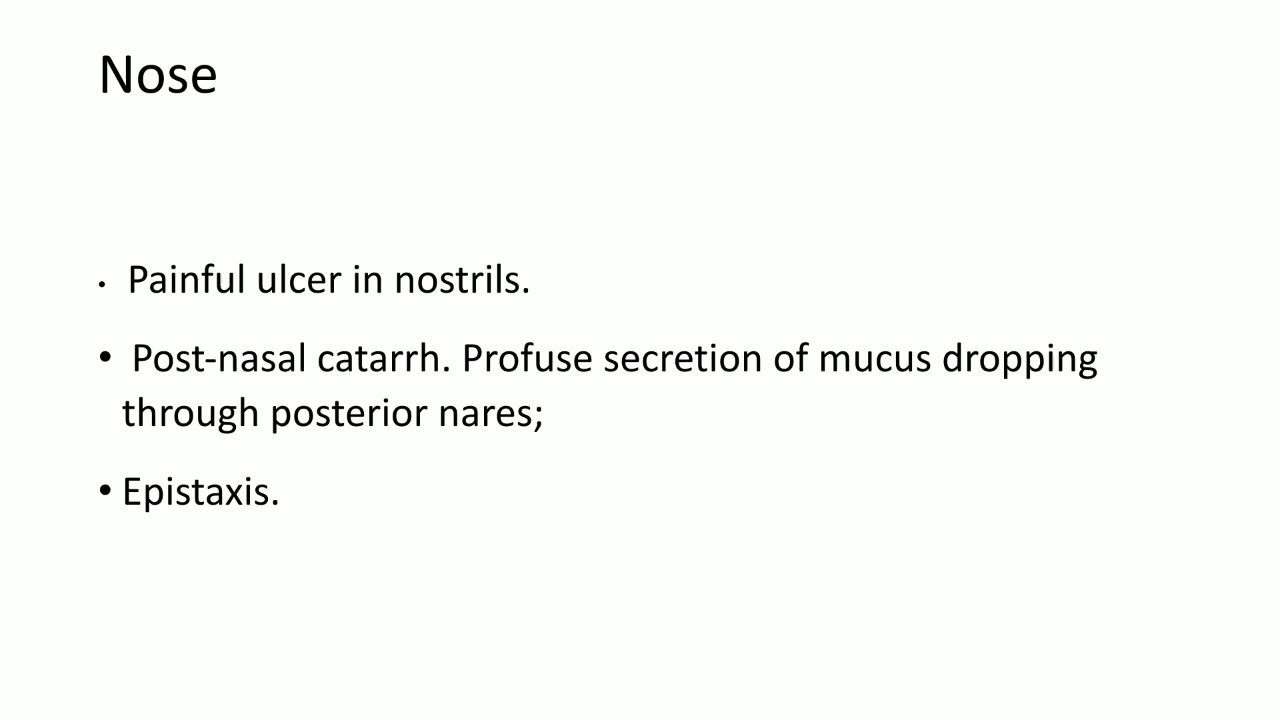 Nose
• Painful ulcer in nostrils.
• Post-nasal catarrh. Profuse secretion of mucus dropping
through posterior nares;
• Epistaxis.